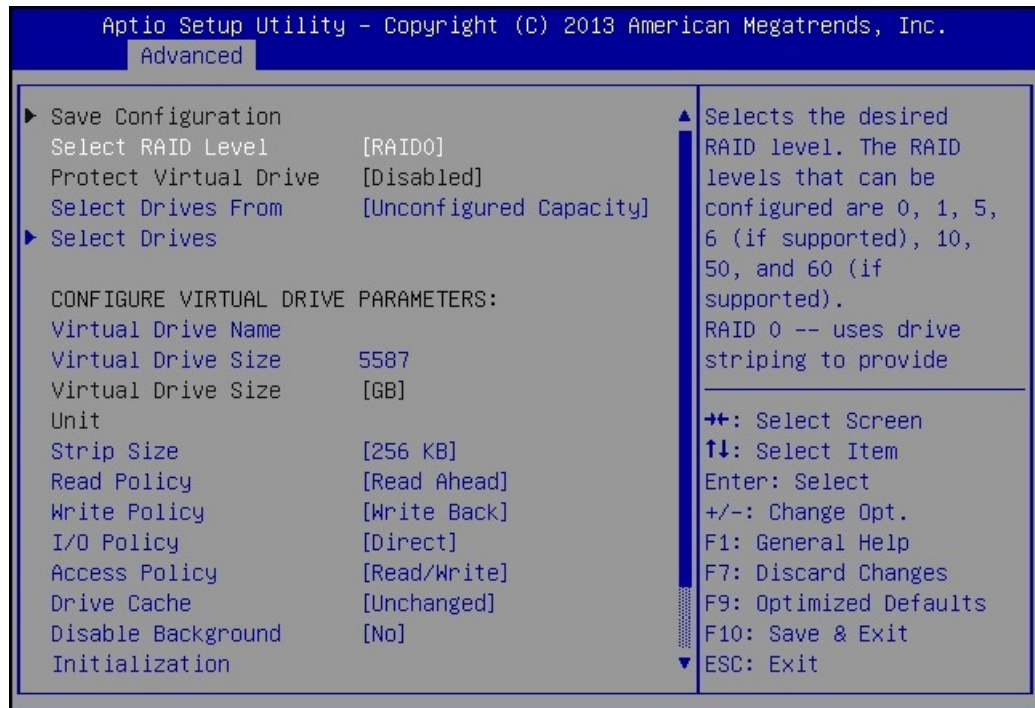 Aptio Setup Utility – Copyright (C) 2013 American Megatrends, Inc.
Advanced
Save Configuration
Select RAID Level [RAID0]
Protect Virtual Drive [Disabled]
Select Drives From [Unconfigured Capacity]
Select Drives
CONFIGURE VIRTUAL DRIVE PARAMETERS:
Virtual Drive Name
Virtual Drive Size 5587
Virtual Drive Size [GB]
Unit
Strip Size [256 KB]
Read Policy [Read Ahead]
Write Policy [Write Back]
I/O Policy [Direct]
Access Policy [Read/Write]
Drive Cache [Unchanged]
Disable Background [No]
Initialization
Selects the desired
RAID level. The RAID
levels that can be
configured are 0, 1, 5,
6 (if supported), 10,
50, and 60 (if
supported).
RAID 0 -- uses drive
striping to provide
→←: Select Screen
↑↓: Select Item
Enter: Select
+/-: Change Opt.
F1: General Help
F7: Discard Changes
F9: Optimized Defaults
F10: Save & Exit
ESC: Exit